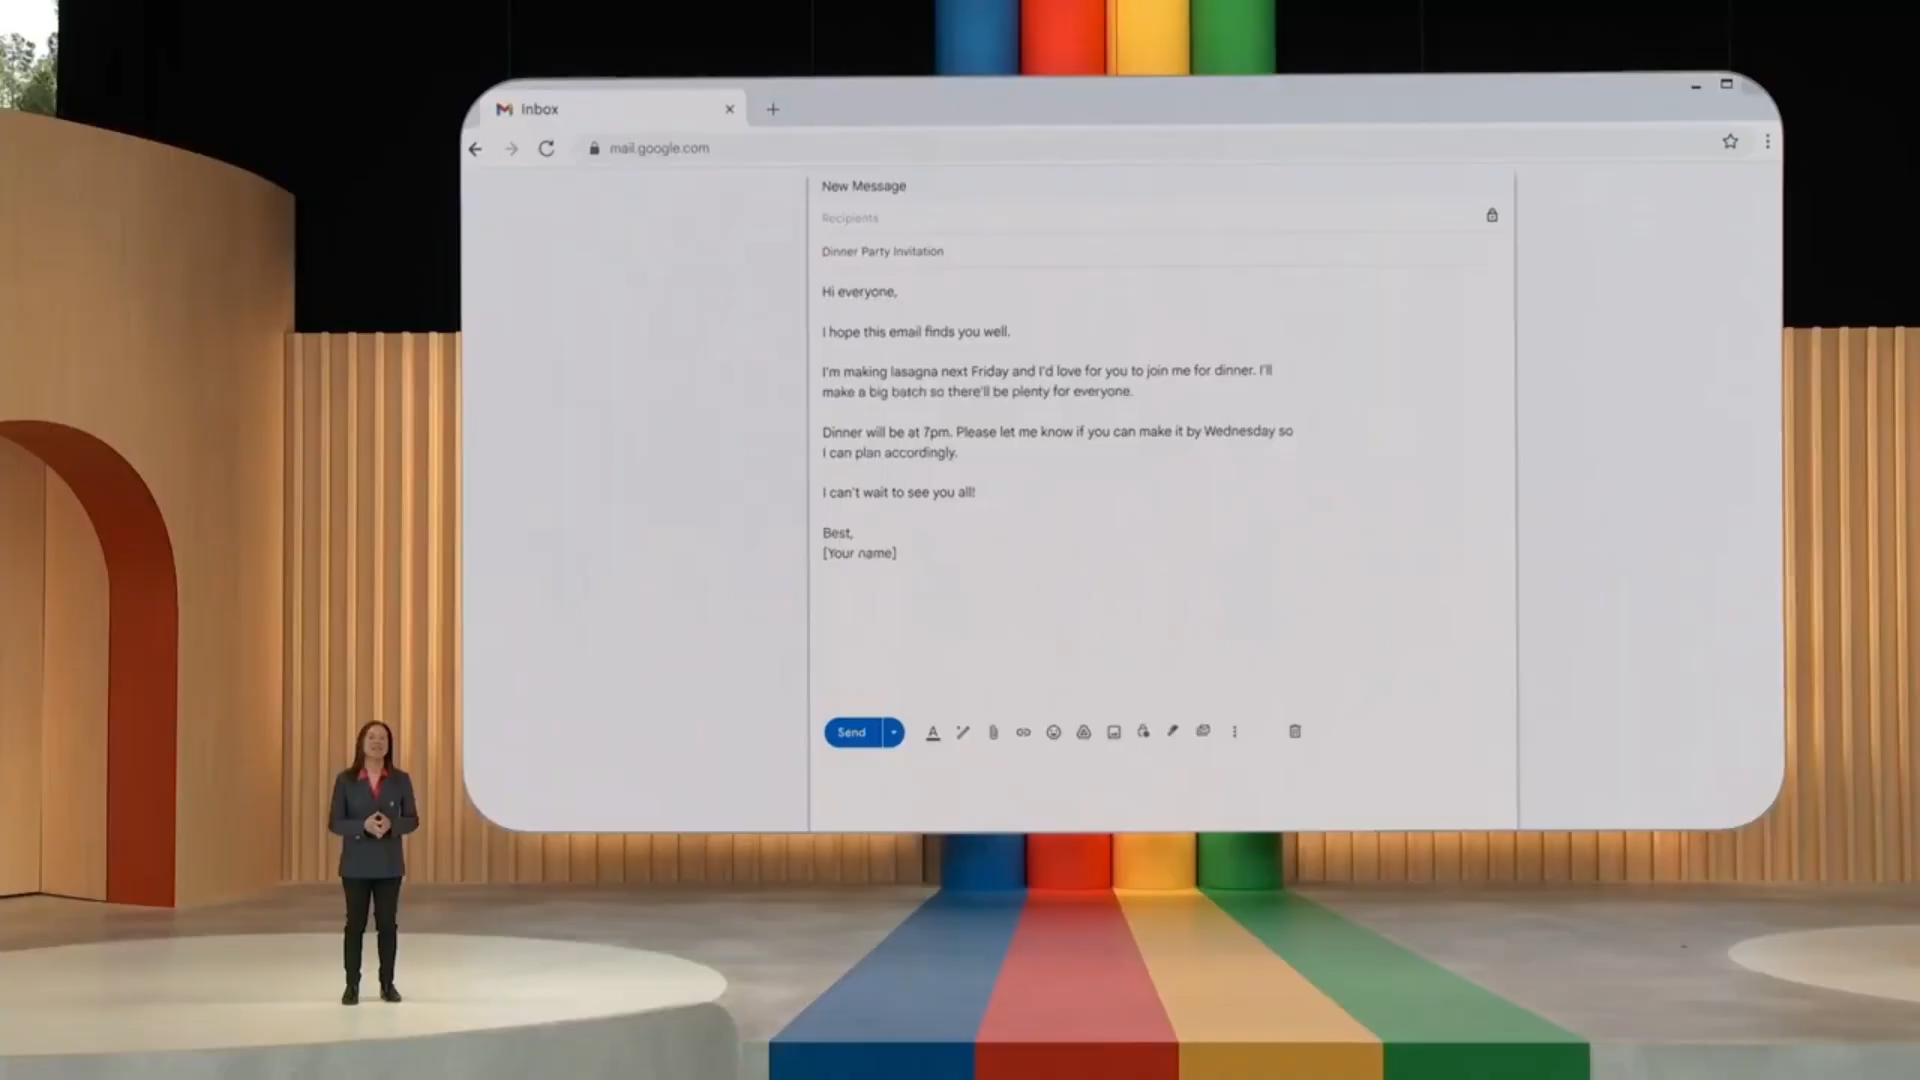 Inbox
mail.google.com
New Message
Recipients
Dinner Party Invitation
Hi everyone,
I hope this email finds you well.
I'm making lasagna next Friday and I'd love for you to join me for dinner. I'll
make a big batch so there'll be plenty for everyone.
Dinner will be at 7pm. Please let me know if you can make it by Wednesday so
I can plan accordingly.
I can't wait to see you all!
Best,
[Your name]
Send